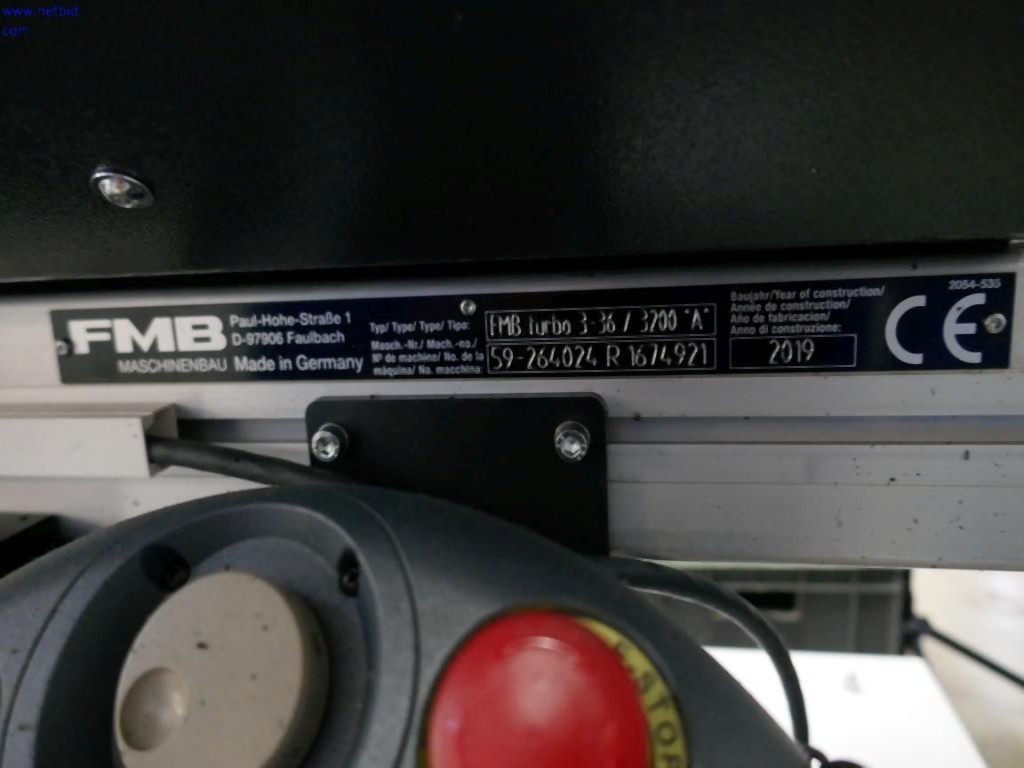 www.netbid.
com
FMB
MASCHINENBAU
Paul-Hohe-Straße 1
D-97906 Faulbach
Made in Germany
Typ/ Type/ Type/ Tipo:
FMB turbo 3-36 / 3200 "A"
Masch.-Nr./ Mach.-no./
Nº de machine/ No. de la
máquina/ No. macchina:
59-264024 R 1674921
Baujahr/Year of construction/
Année de construction/
Año de fabricacion/
Anno di construzione:
2019
CE
2054-535
E-STOP